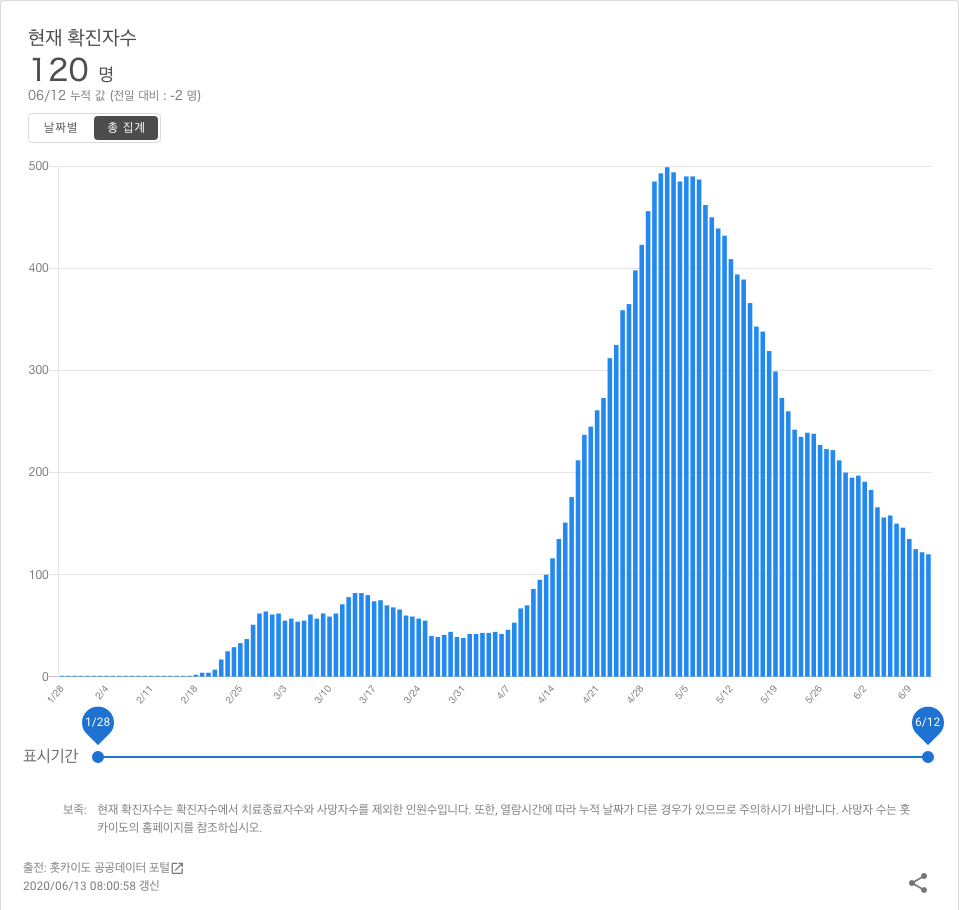 현재 확진자수
120 명
06/12 누적 값 (전일 대비 : -2 명)
날짜별 총 집계
500
400
300
200
100
0
1/28 2/4 2/11 2/18 2/25 3/3 3/10 3/17 3/24 3/31 4/7 4/14 4/21 4/28 5/5 5/12 5/19 5/26 6/2 6/9
1/28 6/12
표시기간
보족: 현재 확진자수는 확진자수에서 치료종료자수와 사망자수를 제외한 인원수입니다. 또한, 열람시간에 따라 누적 날짜가 다른 경우가 있으므로 주의하시기 바랍니다. 사망자 수는 홋
카이도의 홈페이지를 참조하십시오.
출전: 홋카이도 공공데이터 포털
2020/06/13 08:00:58 갱신